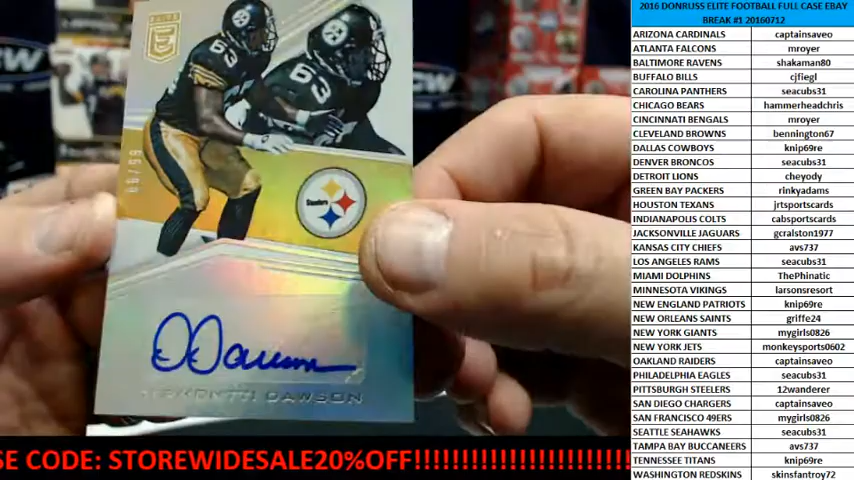 2016 DONRUSS ELITE FOOTBALL FULL CASE EBAY
BREAK #1 20160712
ARIZONA CARDINALS captainsaveo
ATLANTA FALCONS mroyer
BALTIMORE RAVENS shakaman80
BUFFALO BILLS cjfiegl
CAROLINA PANTHERS seacubs31
CHICAGO BEARS hammerheadchris
CINCINNATI BENGALS mroyer
CLEVELAND BROWNS bennington67
DALLAS COWBOYS knip69re
DENVER BRONCOS seacubs31
DETROIT LIONS cheyody
GREEN BAY PACKERS rinkyadams
HOUSTON TEXANS jrtsportscards
INDIANAPOLIS COLTS cabsportscards
JACKSONVILLE JAGUARS gcralston1977
KANSAS CITY CHIEFS avs737
LOS ANGELES RAMS seacubs31
MIAMI DOLPHINS ThePhinatic
MINNESOTA VIKINGS larsonsresort
NEW ENGLAND PATRIOTS knip69re
NEW ORLEANS SAINTS griffe24
NEW YORK GIANTS mygirls0826
NEW YORK JETS monkeysports0602
OAKLAND RAIDERS captainsaveo
PHILADELPHIA EAGLES seacubs31
PITTSBURGH STEELERS 12wanderer
SAN DIEGO CHARGERS captainsaveo
SAN FRANCISCO 49ERS mygirls0826
SEATTLE SEAHAWKS seacubs31
TAMPA BAY BUCCANEERS avs737
TENNESSEE TITANS knip69re
WASHINGTON REDSKINS skinsfantroy72
63
63
Steelers
DDawson
DERMONTTI DAWSON
SE CODE: STOREWIDESALE20%OFF!!!!!!!!!!!!!!!!!!!!!!!!!!!